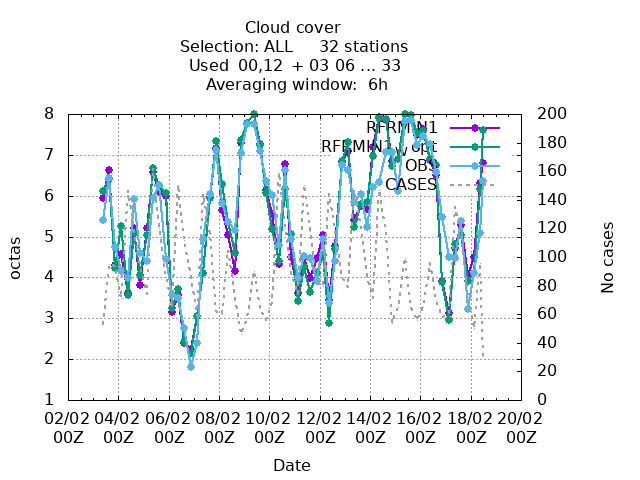 Cloud cover
Selection: ALL 32 stations
Used 00,12 + 03 06 ... 33
Averaging window: 6h
8 200
RFRMIN1
180
RFRMIN1_opt
7
OBS
160
CASES
6 140
120
5
octas
100
No cases
4
80
3 60
40
2
20
1 0
02/02 04/02 06/02 08/02 10/02 12/02 14/02 16/02 18/02 20/02
00Z 00Z 00Z 00Z 00Z 00Z 00Z 00Z 00Z 00Z
Date